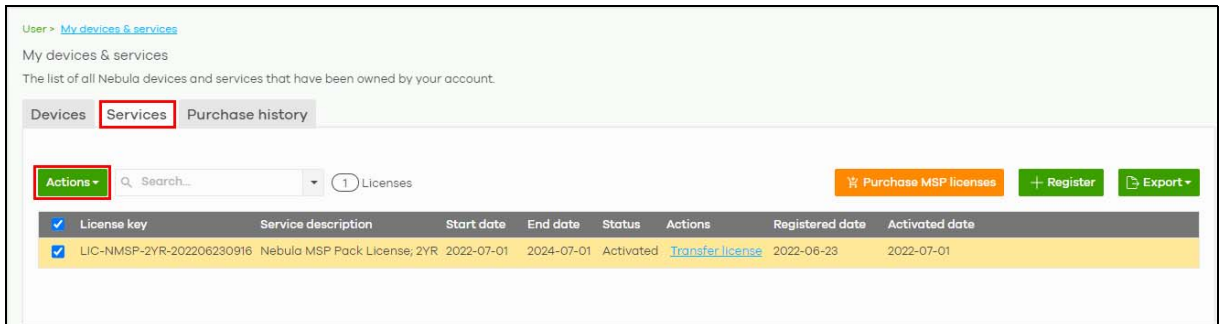 User > My devices & services
My devices & services
The list of all Nebula devices and services that have been owned by your account.
Devices Services Purchase history
Actions Search... 1 Licenses Purchase MSP licenses + Register Export
License key Service description Start date End date Status Actions Registered date Activated date
LIC-NMSP-2YR-202206230916 Nebula MSP Pack License; 2YR 2022-07-01 2024-07-01 Activated Transfer license 2022-06-23 2022-07-01